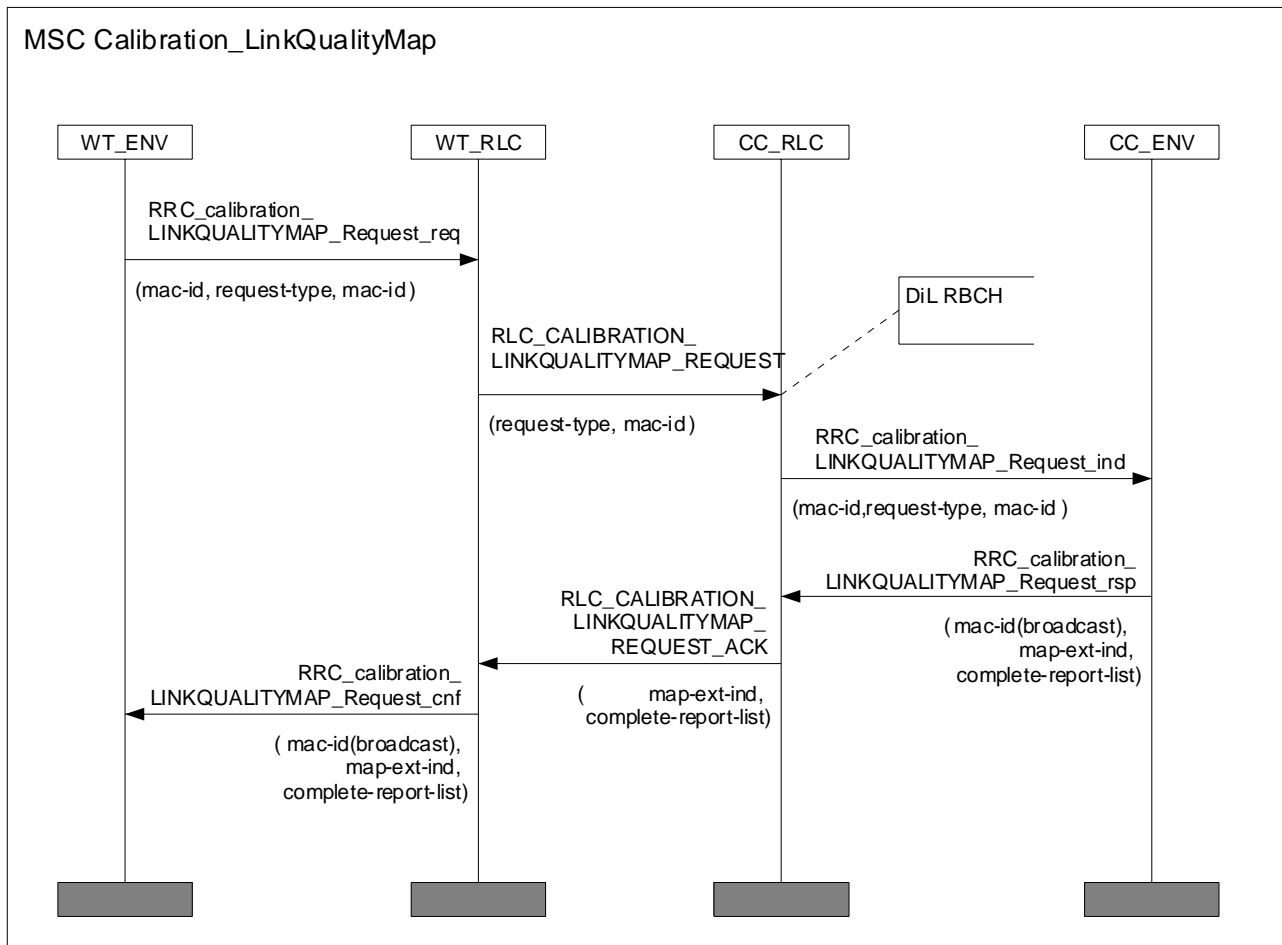 MSC Calibration_LinkQualityMap
WT_ENV
WT_RLC
CC_RLC
CC_ENV
RRC_calibration_
LINKQUALITYMAP_Request_req
(mac-id, request-type, mac-id)
DiL RBCH
RLC_CALIBRATION_
LINKQUALITYMAP_REQUEST
(request-type, mac-id)
RRC_calibration_
LINKQUALITYMAP_Request_ind
(mac-id,request-type, mac-id)
RRC_calibration_
LINKQUALITYMAP_Request_rsp
(mac-id(broadcast),
map-ext-ind,
complete-report-list)
RLC_CALIBRATION_
LINKQUALITYMAP_
REQUEST_ACK
( map-ext-ind,
complete-report-list)
RRC_calibration_
LINKQUALITYMAP_Request_cnf
( mac-id(broadcast),
map-ext-ind,
complete-report-list)